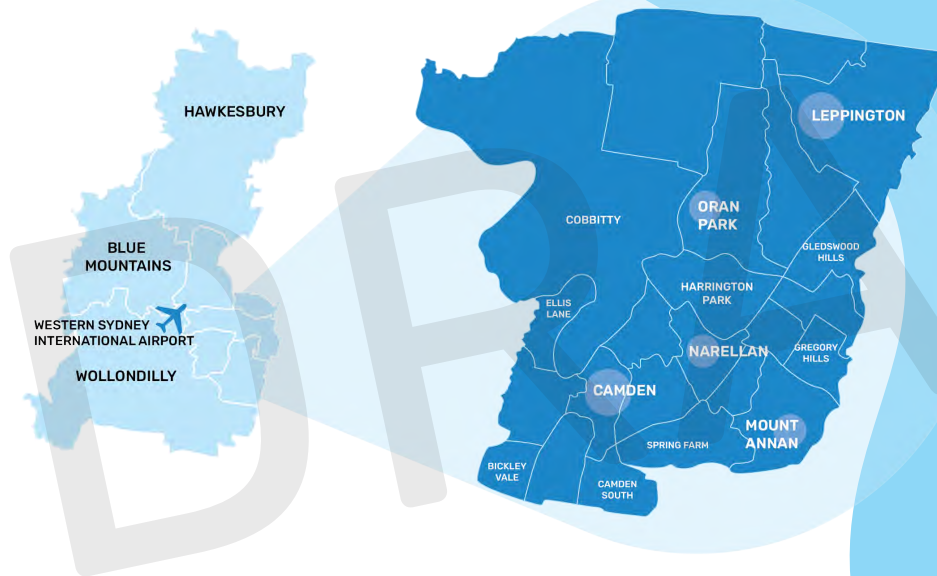 HAWKESBURY
BLUE
MOUNTAINS
WESTERN SYDNEY
INTERNATIONAL AIRPORT
WOLLONDILLY
LEPPINGTON
ORAN
PARK
COBBITTY
GLEDSWOOD
HILLS
HARRINGTON
PARK
ELLIS
LANE
NARELLAN
GREGORY
HILLS
CAMDEN
MOUNT
ANNAN
SPRING FARM
BICKLEY
VALE
CAMDEN
SOUTH
DRA